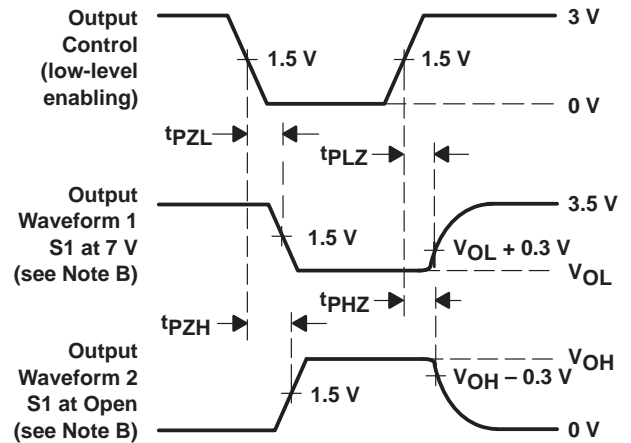 Output
Control
(low-level
enabling)
3 V
1.5 V
1.5 V
0 V
tPZL
tPLZ
Output
Waveform 1
S1 at 7 V
(see Note B)
3.5 V
1.5 V
VOL + 0.3 V
VOL
tPZH
tPHZ
Output
Waveform 2
S1 at Open
(see Note B)
VOH
VOH – 0.3 V
1.5 V
0 V